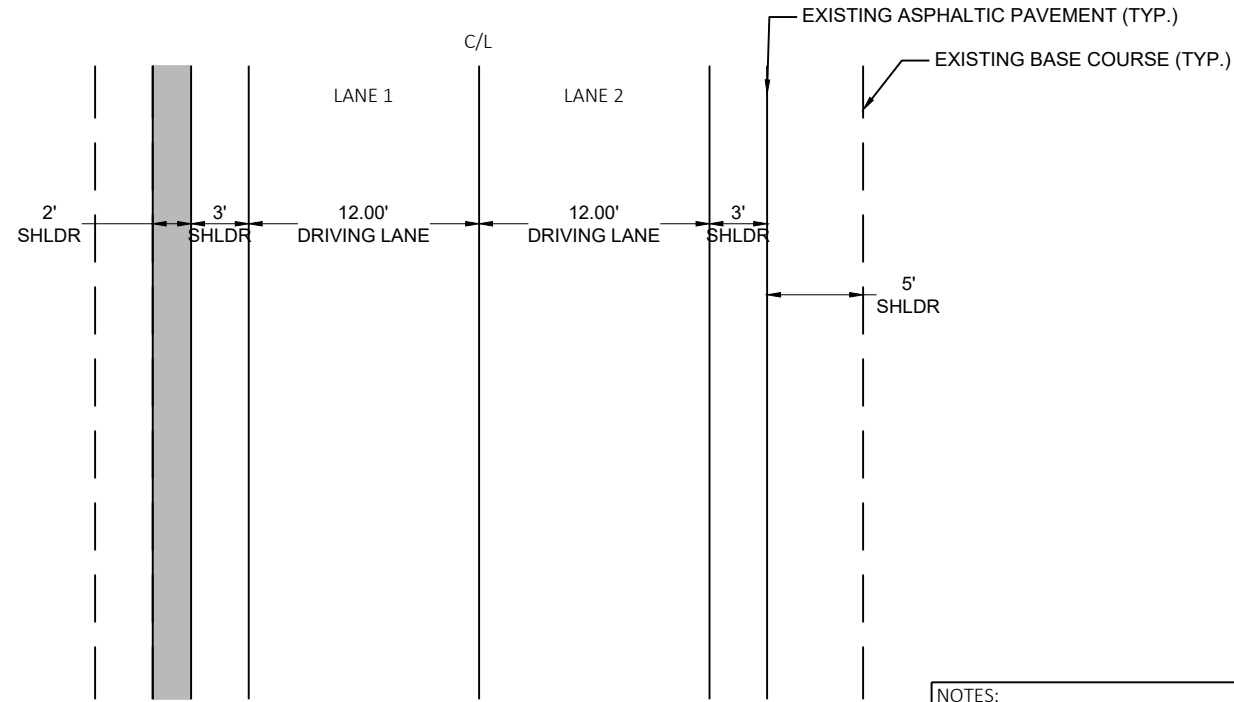 EXISTING ASPHALTIC PAVEMENT (TYP.)
C/L
EXISTING BASE COURSE (TYP.)
LANE 1
LANE 2
2'
SHLDR
3'
SHLDR
12.00'
DRIVING LANE
12.00'
DRIVING LANE
3'
SHLDR
5'
SHLDR
NOTES: